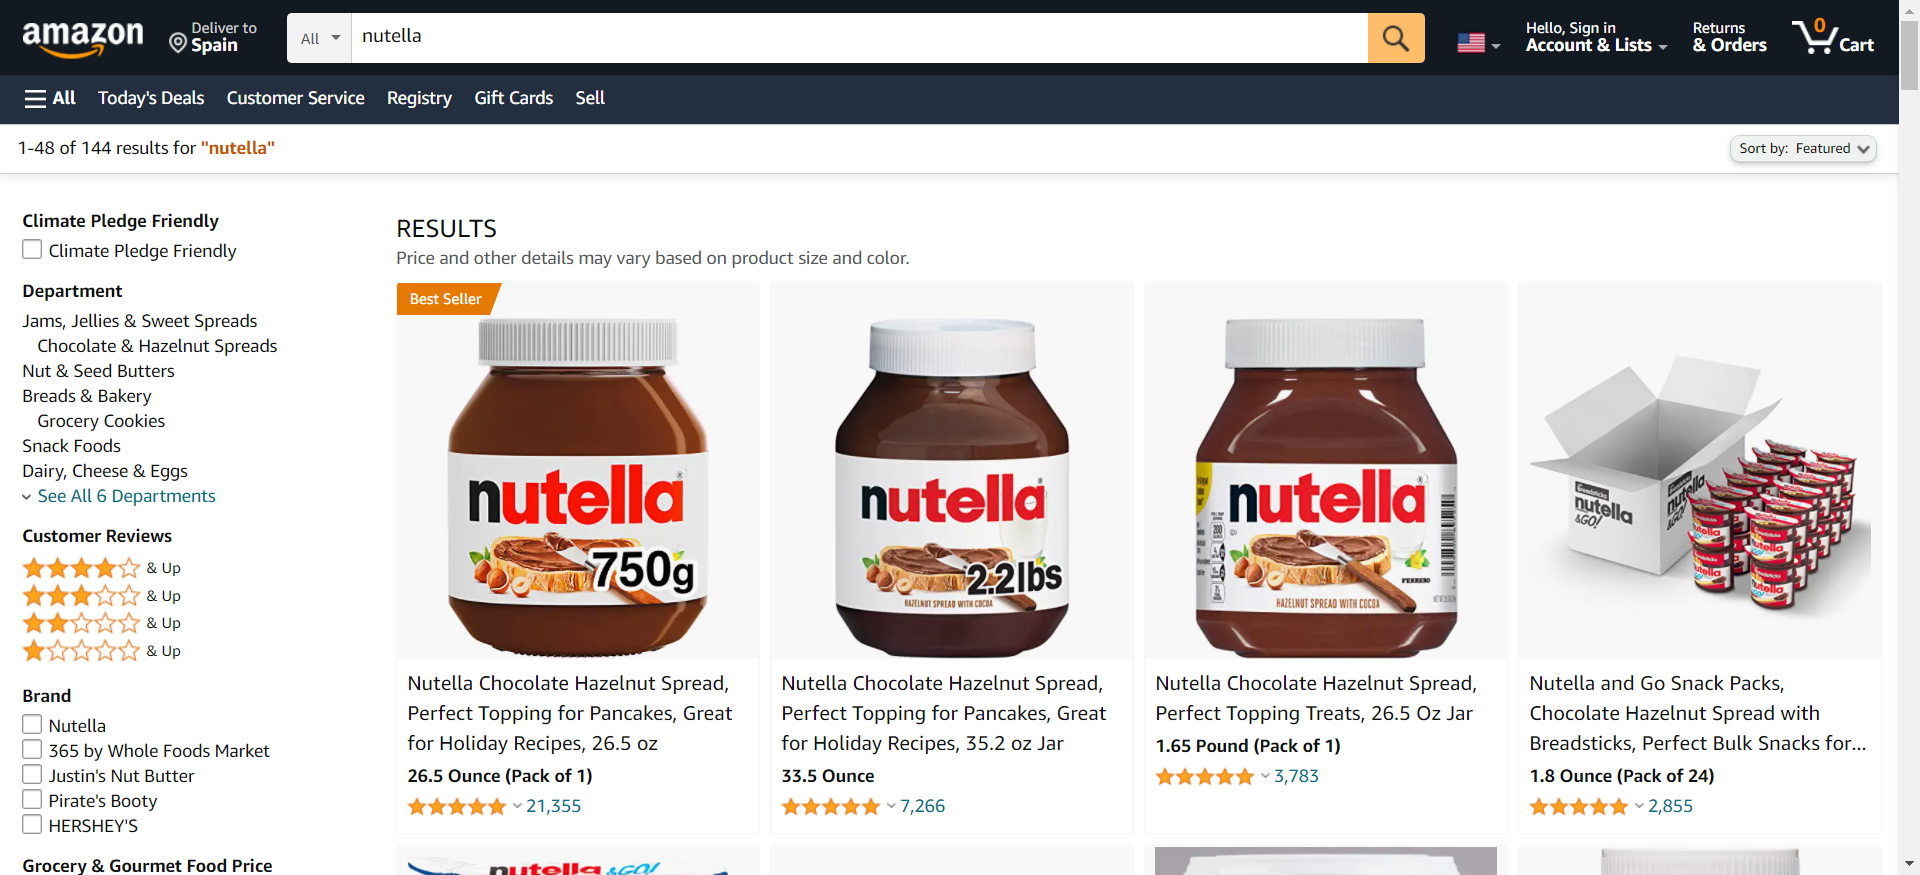 amazon
Deliver to
Spain
All
nutella
Hello, Sign in
Account & Lists
Returns
& Orders
0
Cart
All
Today's Deals
Customer Service
Registry
Gift Cards
Sell
1-48 of 144 results for "nutella"
Sort by: Featured
Climate Pledge Friendly
Climate Pledge Friendly
Department
Jams, Jellies & Sweet Spreads
Chocolate & Hazelnut Spreads
Nut & Seed Butters
Breads & Bakery
Grocery Cookies
Snack Foods
Dairy, Cheese & Eggs
See All 6 Departments
Customer Reviews
& Up
& Up
& Up
& Up
Brand
Nutella
365 by Whole Foods Market
Justin's Nut Butter
Pirate's Booty
HERSHEY'S
Grocery & Gourmet Food Price
RESULTS
Price and other details may vary based on product size and color.
Best Seller
nutella
750g
Nutella Chocolate Hazelnut Spread,
Perfect Topping for Pancakes, Great
for Holiday Recipes, 26.5 oz
26.5 Ounce (Pack of 1)
21,355
nutella
2.2lbs
HAZELNUT SPREAD WITH COCOA
Nutella Chocolate Hazelnut Spread,
Perfect Topping for Pancakes, Great
for Holiday Recipes, 35.2 oz Jar
33.5 Ounce
7,266
nutella
200
FERRERO
HAZELNUT SPREAD WITH COCOA
Nutella Chocolate Hazelnut Spread,
Perfect Topping Treats, 26.5 Oz Jar
1.65 Pound (Pack of 1)
3,783
Breadsticks
nutella
&GO!
nutella
nutella
nutella
Nutella and Go Snack Packs,
Chocolate Hazelnut Spread with
Breadsticks, Perfect Bulk Snacks for...
1.8 Ounce (Pack of 24)
2,855
nutella &GO!